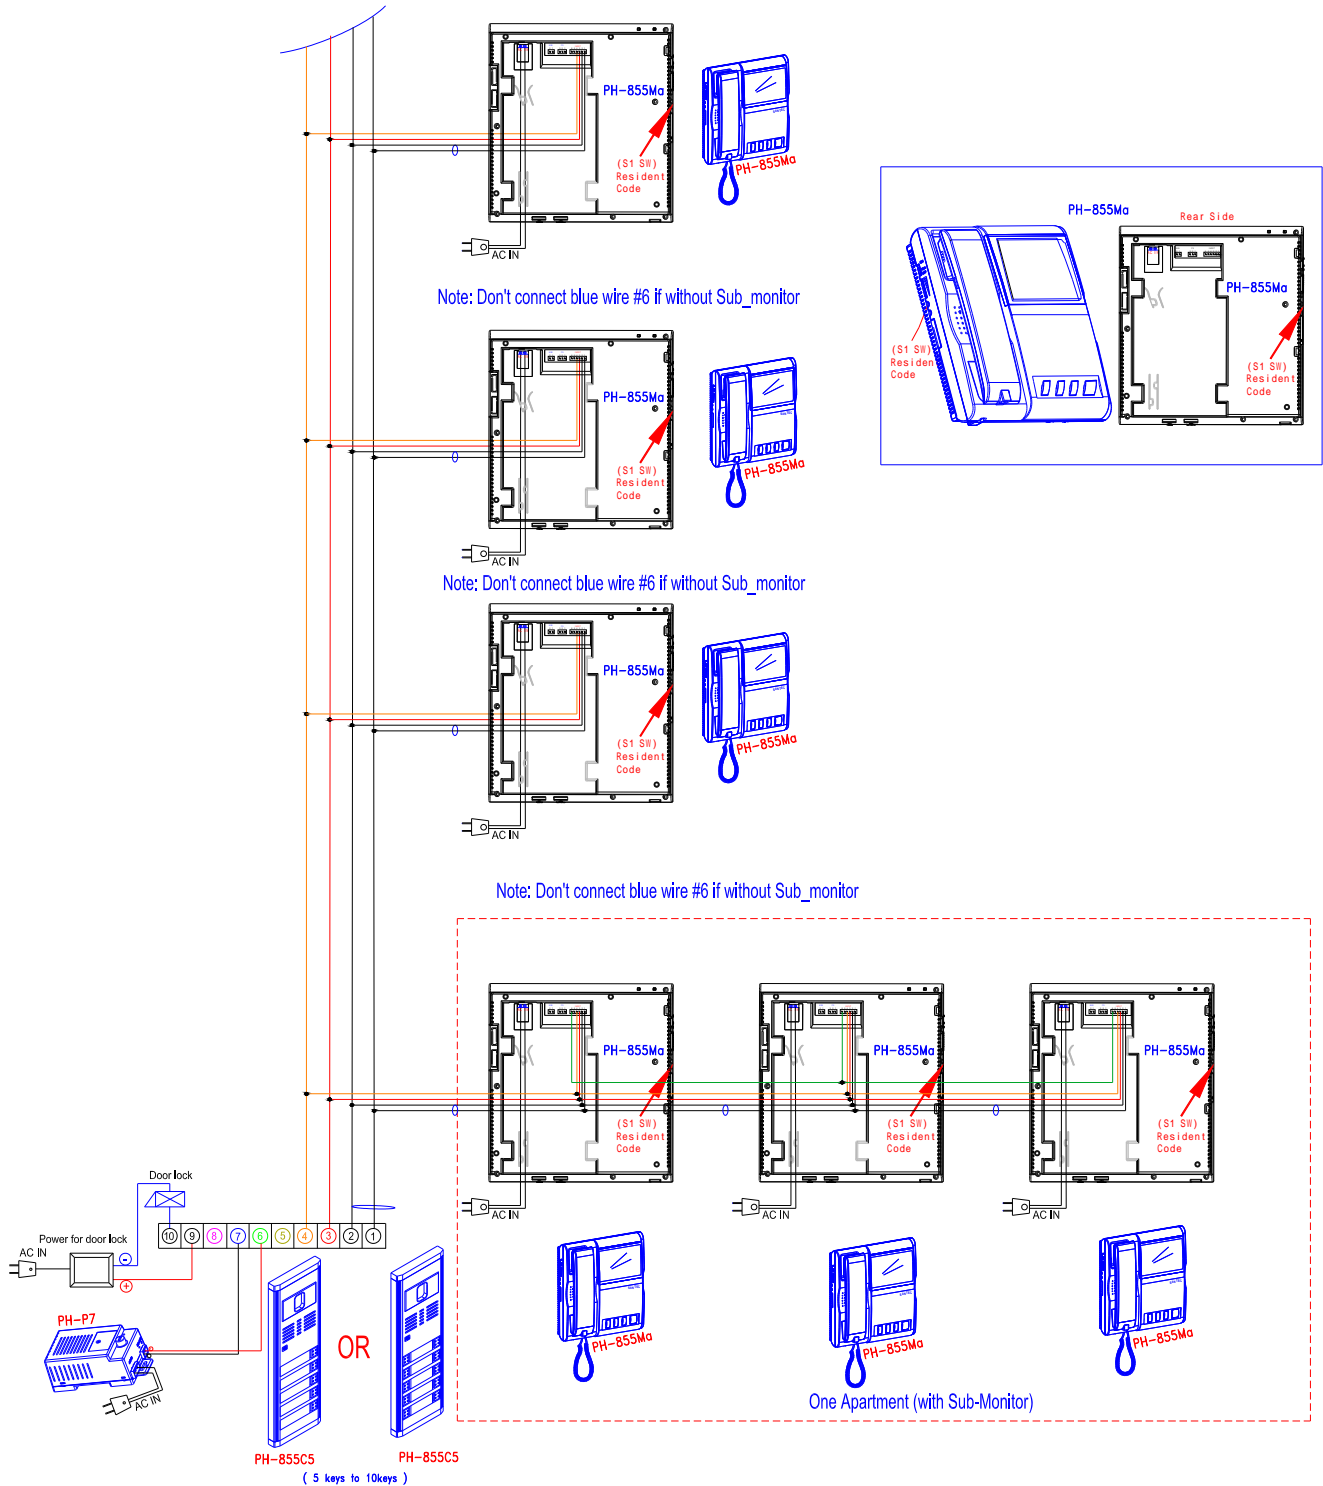 PH-855Ma
(S1 SW)
Resident
Code
PH-855Ma
AC IN
Note: Don't connect blue wire #6 if without Sub_monitor
PH-855Ma
Rear Side
PH-855Ma
(S1 SW)
Residen
Code
(S1 SW)
Resident
Code
PH-855Ma
(S1 SW)
Resident
Code
PH-855Ma
AC IN
Note: Don't connect blue wire #6 if without Sub_monitor
PH-855Ma
(S1 SW)
Resident
Code
PH-855Ma
AC IN
Note: Don't connect blue wire #6 if without Sub_monitor
PH-855Ma
(S1 SW)
Resident
Code
AC IN
PH-855Ma
(S1 SW)
Resident
Code
AC IN
PH-855Ma
(S1 SW)
Resident
Code
AC IN
PH-855Ma
PH-855Ma
PH-855Ma
One Apartment (with Sub-Monitor)
Door lock
10 9 8 7 6 5 4 3 2 1
Power for door lock
AC IN
-
+
PH-P7
AC IN
OR
PH-855C5
PH-855C5
( 5 keys to 10keys )